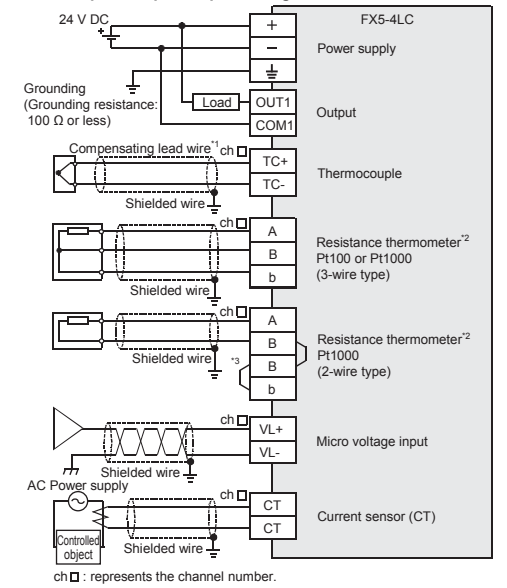 24 V DC
+
FX5-4LC
+
−
Power supply
Grounding
(Grounding resistance:
100 Ω or less)
Load
OUT1
COM1
Output
Compensating lead wire*1
ch□
TC+
TC-
Thermocouple
Shielded wire
ch□
A
B
b
Resistance thermometer*2
Pt100 or Pt1000
(3-wire type)
Shielded wire
ch□
A
B
B
b
Resistance thermometer*2
Pt1000
(2-wire type)
Shielded wire
*3
ch□
VL+
VL-
Micro voltage input
Shielded wire
AC Power supply
ch□
CT
CT
Current sensor (CT)
Controlled
object
Shielded wire
ch□ : represents the channel number.